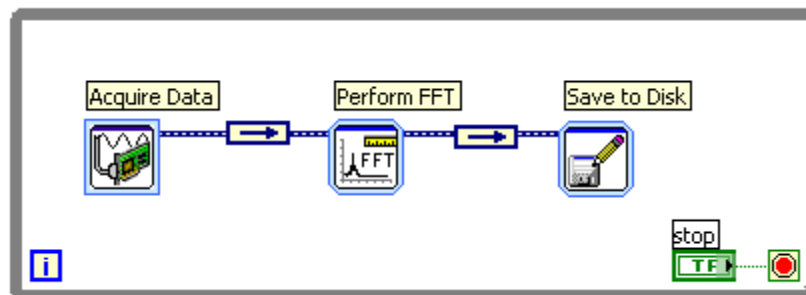 Acquire Data
Perform FFT
Save to Disk
FFT
stop
i
TF